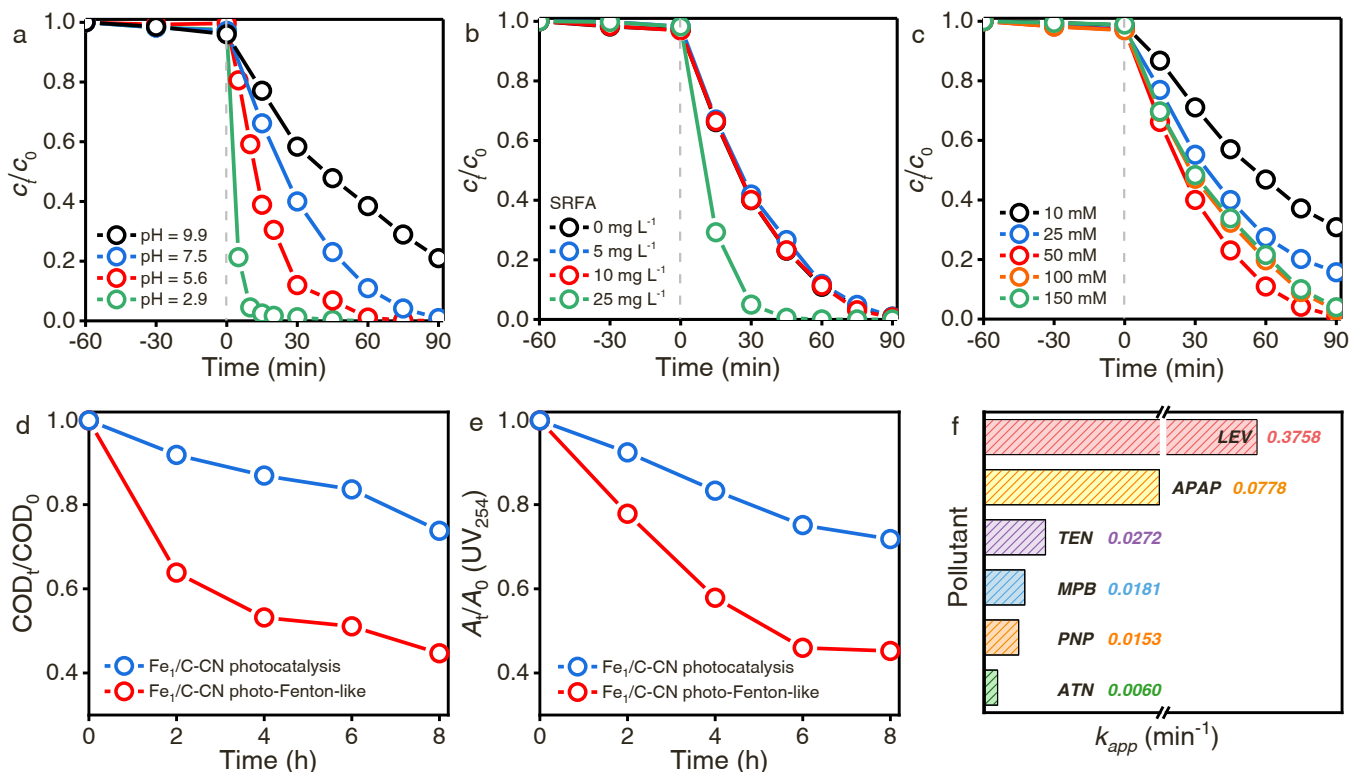 a
c_t/c_0
1.0
0.8
0.6
0.4
0.2
0.0
pH = 9.9
pH = 7.5
pH = 5.6
pH = 2.9
-60 -30 0 30 60 90
Time (min)
b
c_t/c_0
1.0
0.8
0.6
0.4
0.2
0.0
SRFA
0 mg L⁻¹
5 mg L⁻¹
10 mg L⁻¹
25 mg L⁻¹
-60 -30 0 30 60 90
Time (min)
c
c_t/c_0
1.0
0.8
0.6
0.4
0.2
0.0
10 mM
25 mM
50 mM
100 mM
150 mM
-60 -30 0 30 60 90
Time (min)
d
COD_t/COD_0
1.0
0.8
0.6
0.4
Fe₁/C-CN photocatalysis
Fe₁/C-CN photo-Fenton-like
0 2 4 6 8
Time (h)
e
A_t/A_0 (UV₂₅₄)
1.0
0.8
0.6
0.4
Fe₁/C-CN photocatalysis
Fe₁/C-CN photo-Fenton-like
0 2 4 6 8
Time (h)
f
Pollutant
LEV 0.3758
APAP 0.0778
TEN 0.0272
MPB 0.0181
PNP 0.0153
ATN 0.0060
k_app (min⁻¹)